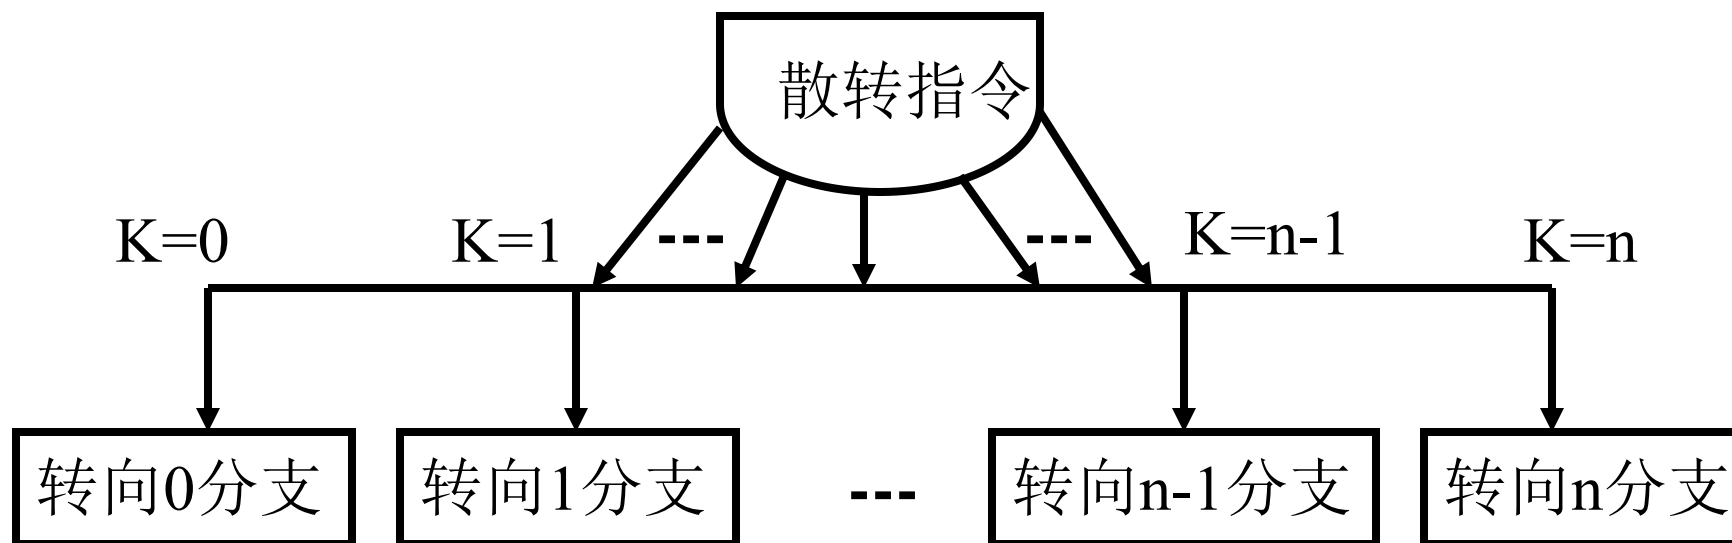 散转指令
K=0
K=1
---
---
K=n-1
K=n
转向0分支
转向1分支
---
转向n-1分支
转向n分支